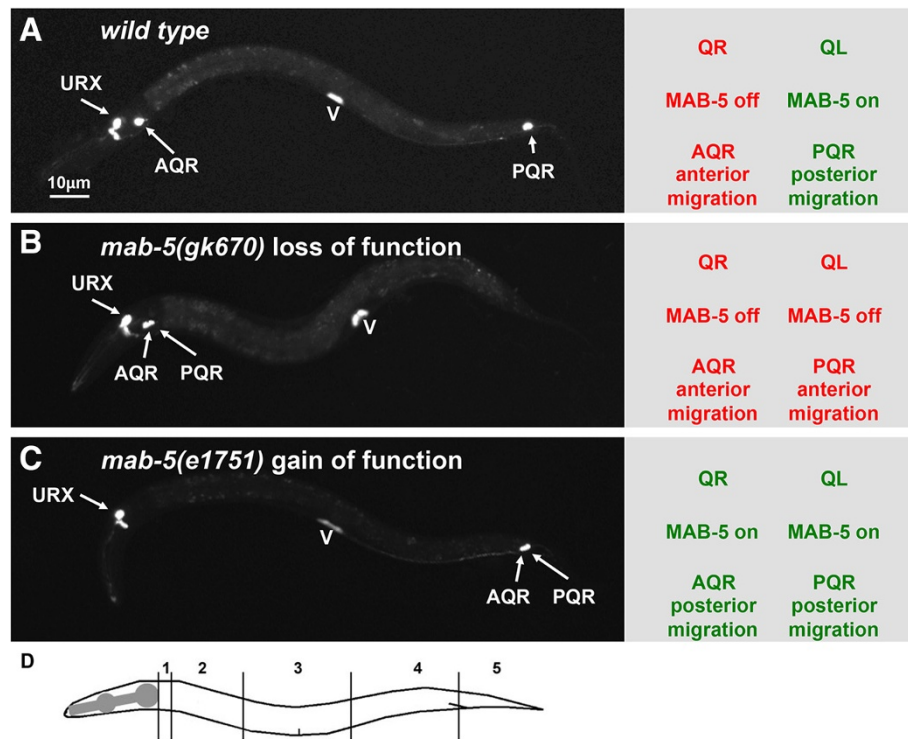 A wild type
URX
AQR
V
PQR
10µm
QR QL
MAB-5 off MAB-5 on
AQR PQR
anterior posterior
migration migration
B mab-5(gk670) loss of function
URX
AQR PQR
V
QR QL
MAB-5 off MAB-5 off
AQR PQR
anterior anterior
migration migration
C mab-5(e1751) gain of function
URX
V
AQR PQR
QR QL
MAB-5 on MAB-5 on
AQR PQR
posterior posterior
migration migration
D
1 2 3 4 5